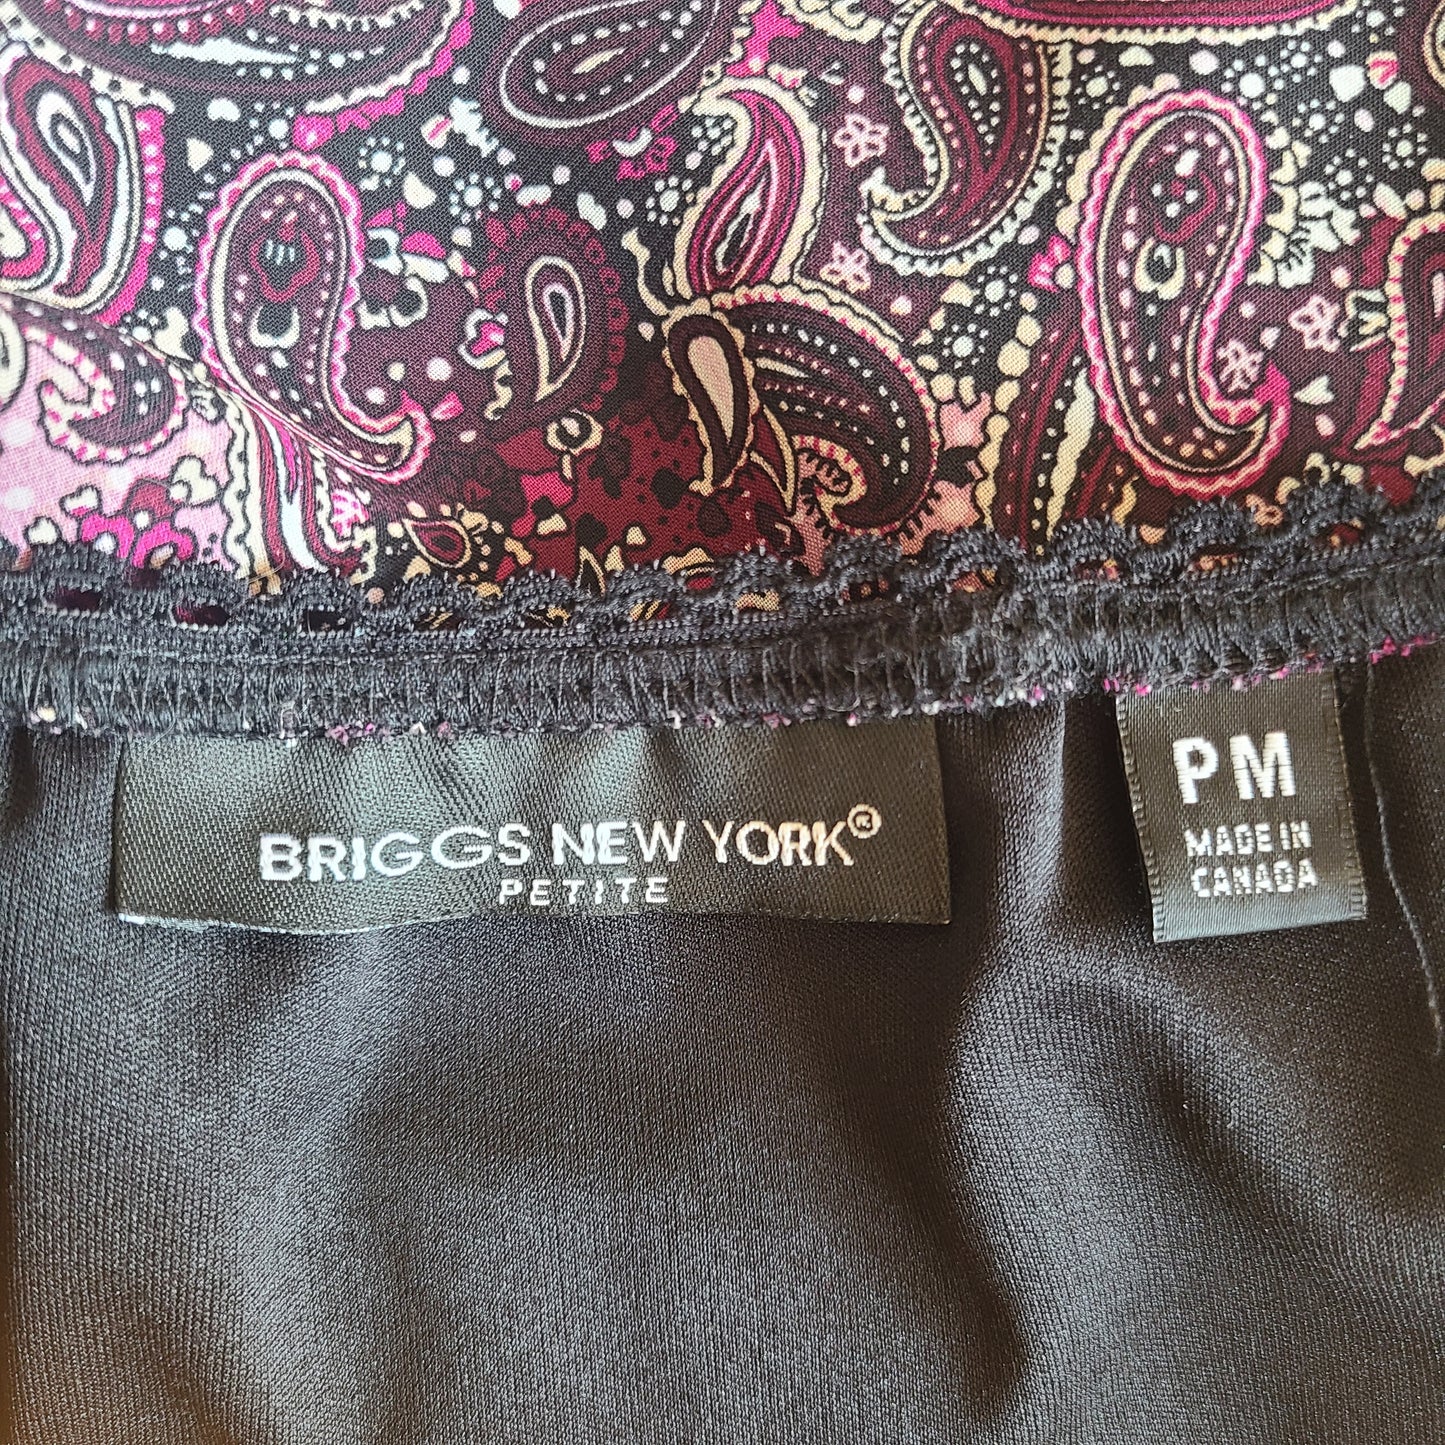 BRIGGS NEW YORK®
PETITE
PM
MADE IN
CANADA